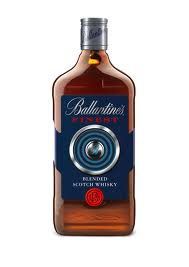 Ballantine's
FINEST
BLENDED
SCOTCH WHISKY